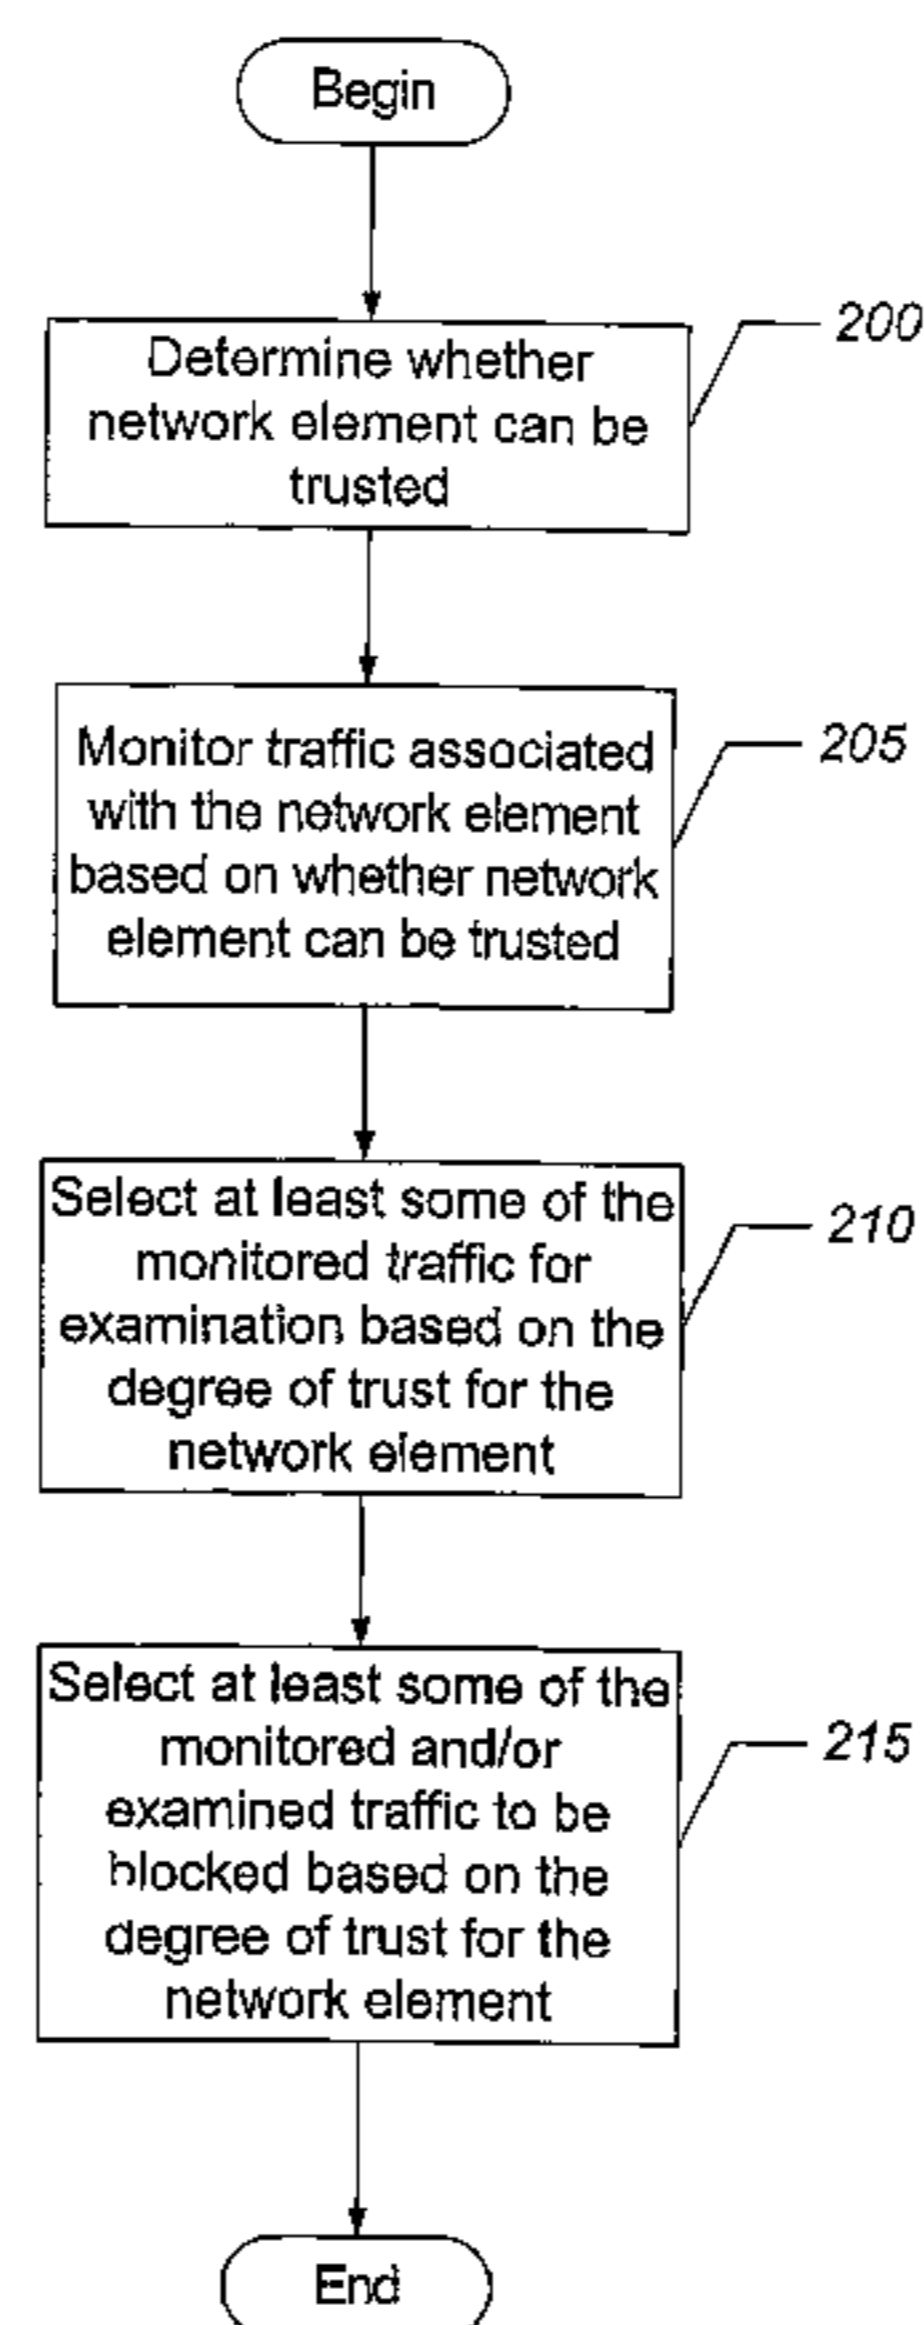 Begin
200
Determine whether
network element can be
trusted
205
Monitor traffic associated
with the network element
based on whether network
element can be trusted
210
Select at least some of the
monitored traffic for
examination based on the
degree of trust for the
network element
215
Select at least some of the
monitored and/or
examined traffic to be
blocked based on the
degree of trust for the
network element
End